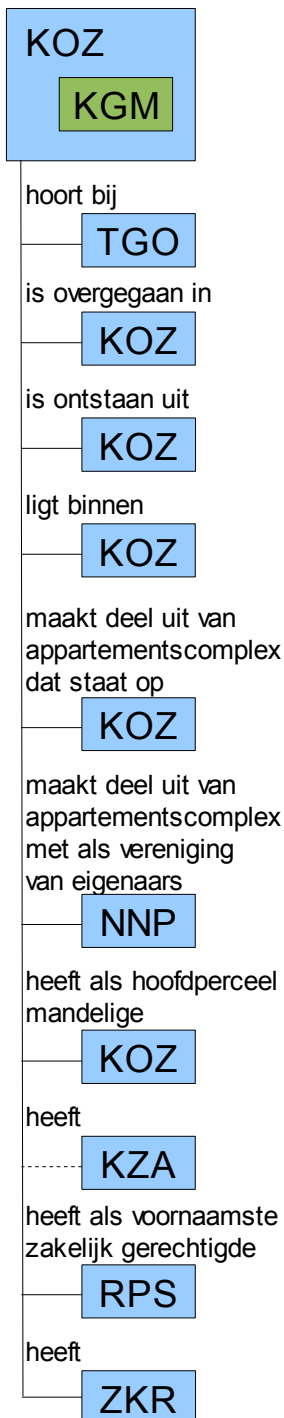 KOZ
KGM
hoort bij
TGO
is overgegaan in
KOZ
is ontstaan uit
KOZ
ligt binnen
KOZ
maakt deel uit van
appartementscomplex
dat staat op
KOZ
maakt deel uit van
appartementscomplex
met als vereniging
van eigenaars
NNP
heeft als hoofdperceel
mandelige
KOZ
heeft
KZA
heeft als voornaamste
zakelijk gerechtigde
RPS
heeft
ZKR